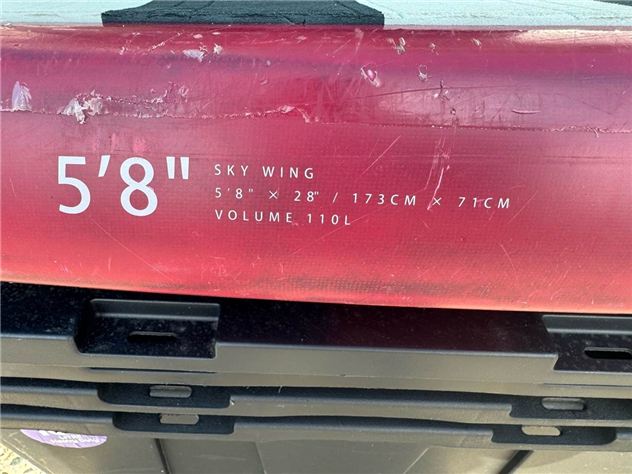 5'8"
SKY WING
5'8" × 28" / 173CM × 71CM
VOLUME 110L